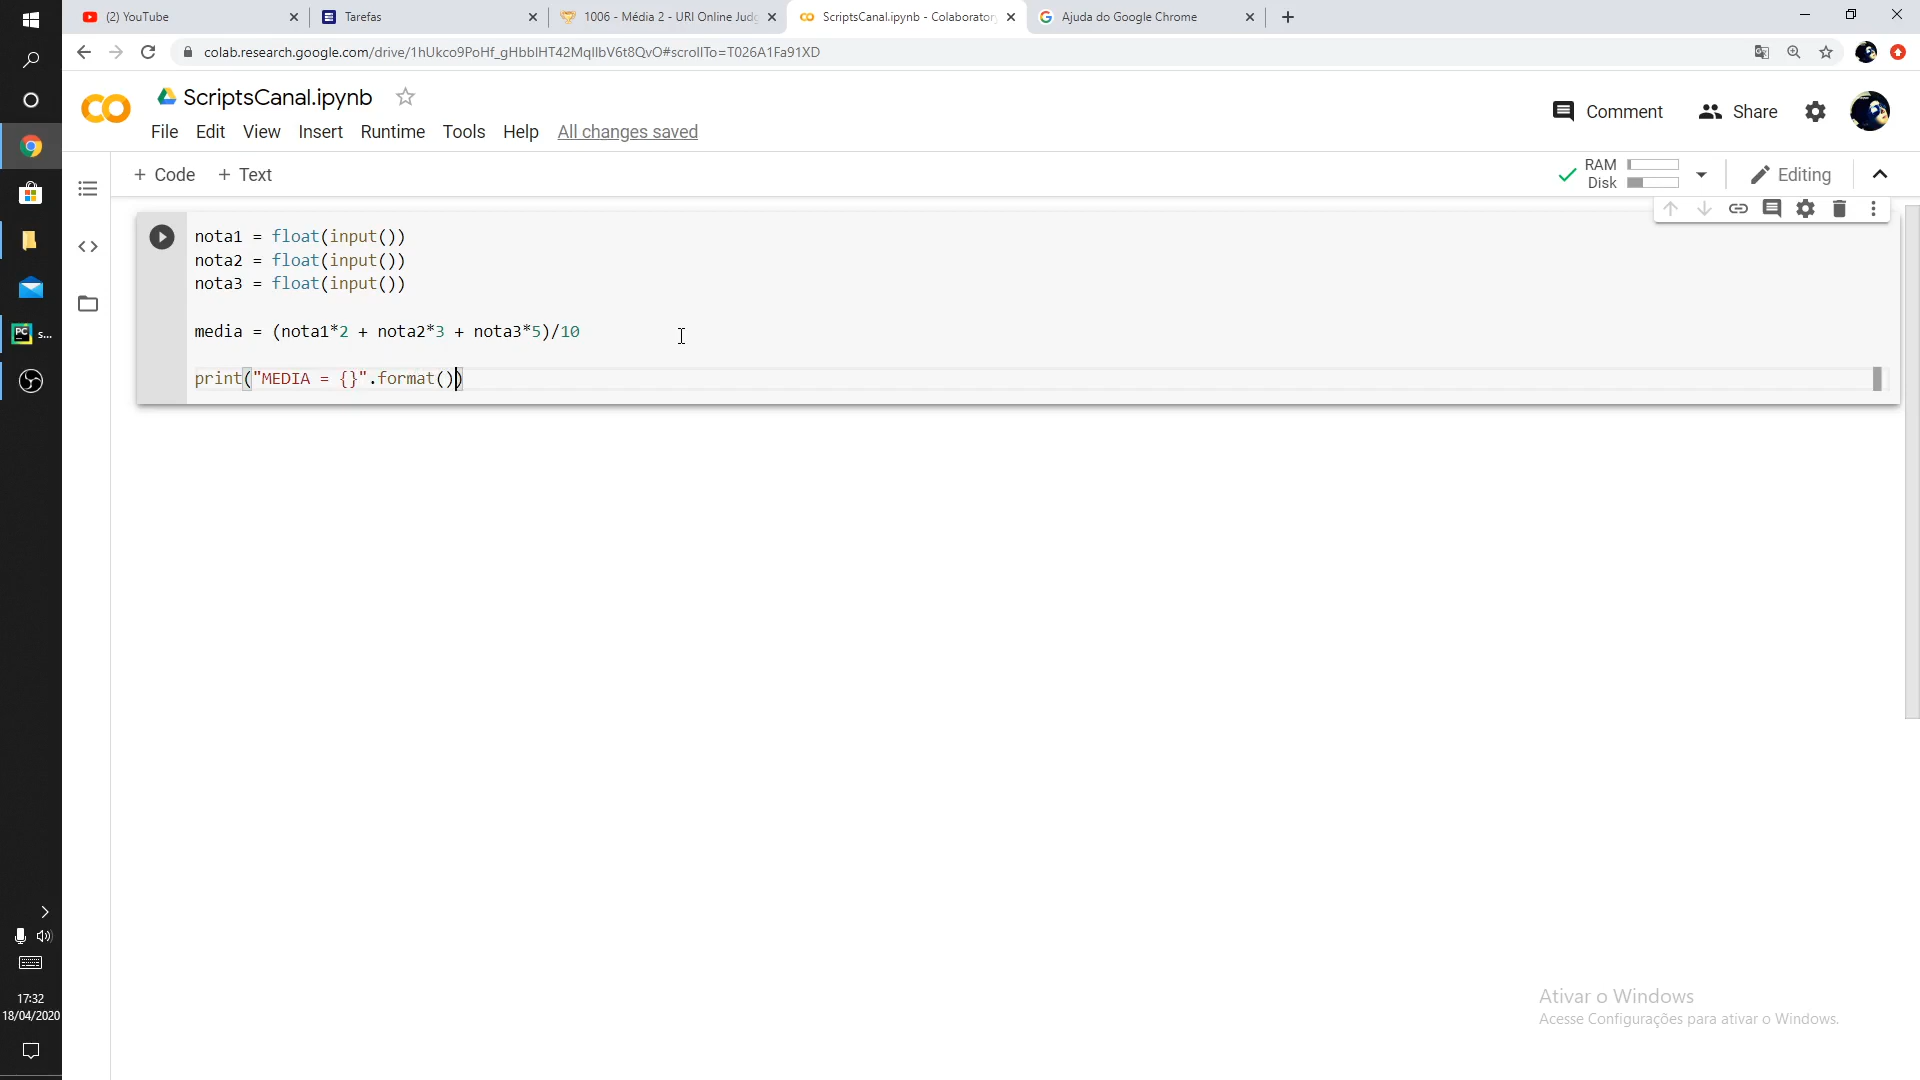 (2) YouTube
Tarefas
1006 - Média 2 - URI Online Judg
ScriptsCanal.ipynb - Colaborator
Ajuda do Google Chrome
colab.research.google.com/drive/1hUkco9PoHf_gHbblHT42MqllbV6t8QvO#scrollTo=T026A1Fa91XD
ScriptsCanal.ipynb
Comment
Share
File Edit View Insert Runtime Tools Help All changes saved
+ Code + Text
RAM
Disk
Editing
nota1 = float(input())
nota2 = float(input())
nota3 = float(input())
media = (nota1*2 + nota2*3 + nota3*5)/10
print("MEDIA = {}".format())
PC
s...
17:32
18/04/2020
Ativar o Windows
Acesse Configurações para ativar o Windows.